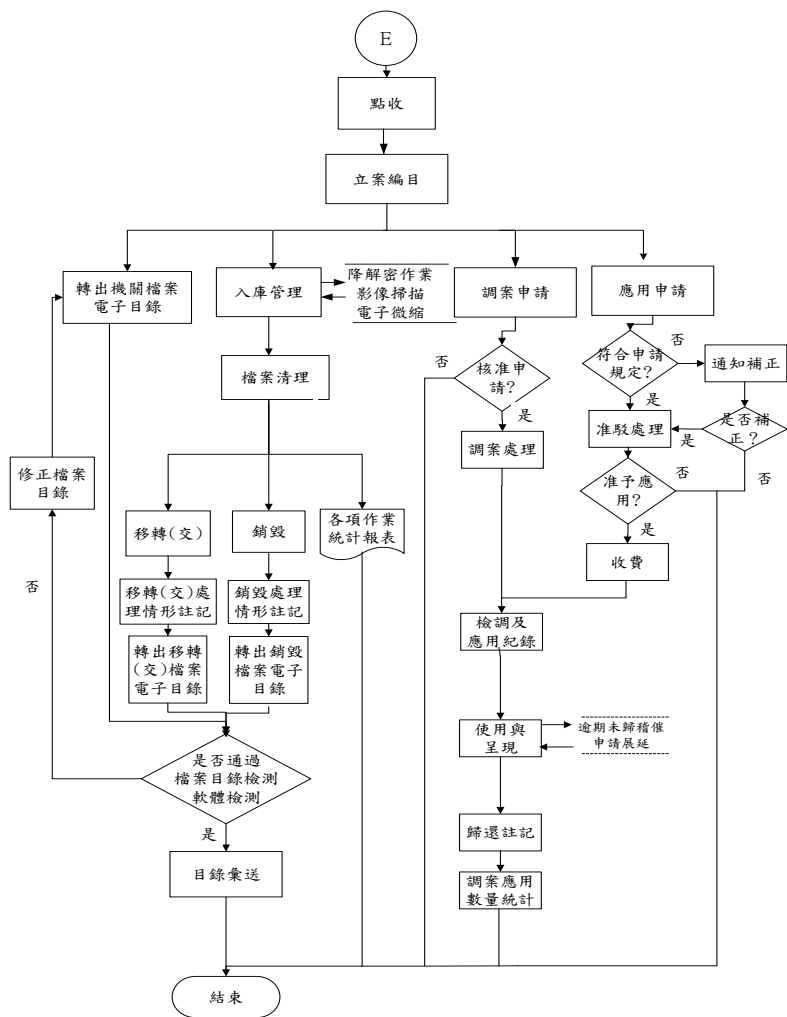 E
點收
立案編目
轉出機關檔案
電子目錄
入庫管理
降解密作業
影像掃描
電子微縮
調案申請
應用申請
檔案清理
否
核准申
請?
是
符合申請
規定?
否
通知補正
是
修正檔案
目錄
調案處理
准駁處理
是
是否補
正?
移轉(交)
銷毀
各項作業
統計報表
准予應
用?
否
否
是
否
收費
移轉(交)處
理情形註記
銷毀處理
情形註記
檢調及
應用紀錄
轉出移轉
(交)檔案
電子目錄
轉出銷毀
檔案電子
目錄
使用與
呈現
逾期未歸稽催
申請展延
是否通過
檔案目錄檢測
軟體檢測
是
歸還註記
目錄彙送
調案應用
數量統計
結束